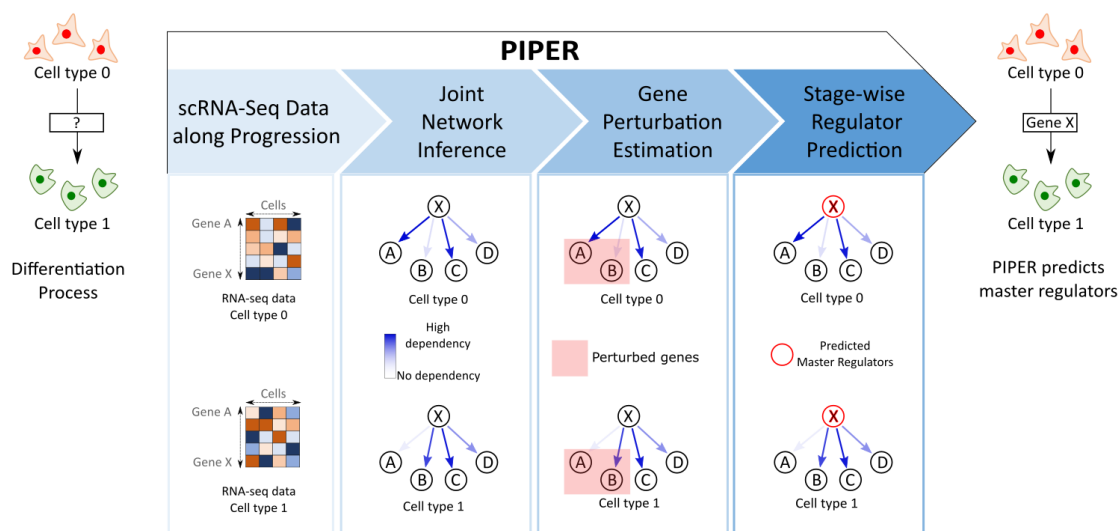 Cell type 0
?
Cell type 1
Differentiation
Process
PIPER
scRNA-Seq Data
along Progression
Joint
Network
Inference
Gene
Perturbation
Estimation
Stage-wise
Regulator
Prediction
Cells
Gene A
Gene X
RNA-seq data
Cell type 0
Cells
Gene A
Gene X
RNA-seq data
Cell type 1
X
A
B
C
D
Cell type 0
High
dependency
No dependency
X
A
B
C
D
Cell type 1
X
A
B
C
D
Cell type 0
Perturbed genes
X
A
B
C
D
Cell type 1
X
A
B
C
D
Cell type 0
Predicted
Master Regulators
X
A
B
C
D
Cell type 1
Cell type 0
Gene X
Cell type 1
PIPER predicts
master regulators